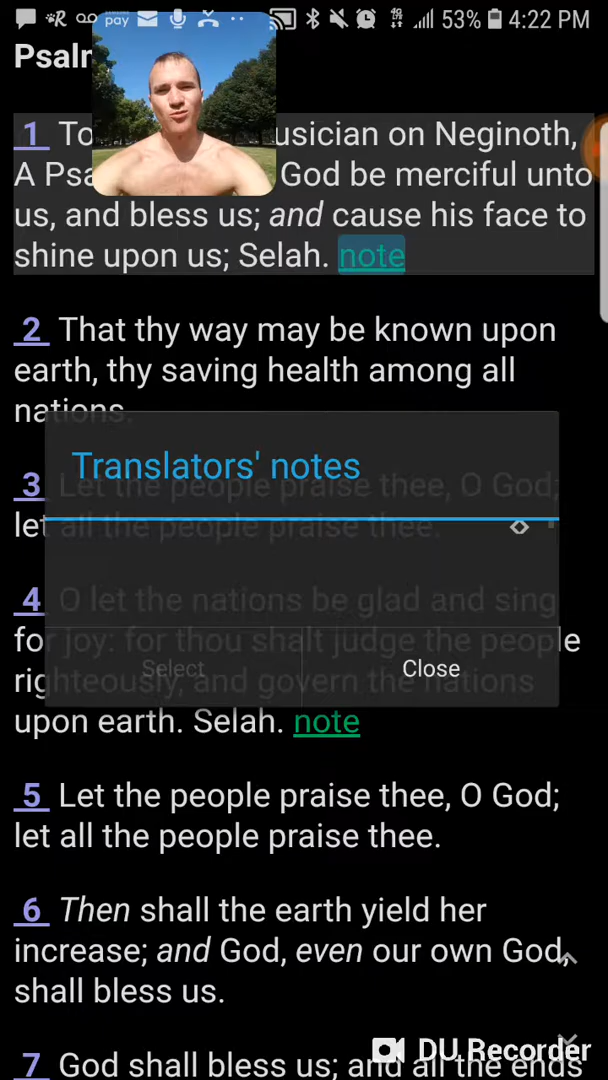 pay 53% 4:22 PM
Psalm
1 To usician on Neginoth,
A Psa God be merciful unto
us, and bless us; and cause his face to
shine upon us; Selah. note
2 That thy way may be known upon
earth, thy saving health among all
nations.
Translators' notes
3 Let the people praise thee, O God;
let all the people praise thee.
4 O let the nations be glad and sing
for joy: for thou shalt judge the people
righteously, and govern the nations
Select Close
upon earth. Selah. note
5 Let the people praise thee, O God;
let all the people praise thee.
6 Then shall the earth yield her
increase; and God, even our own God,
shall bless us.
7 God shall bless us; and all the ends
DU Recorder